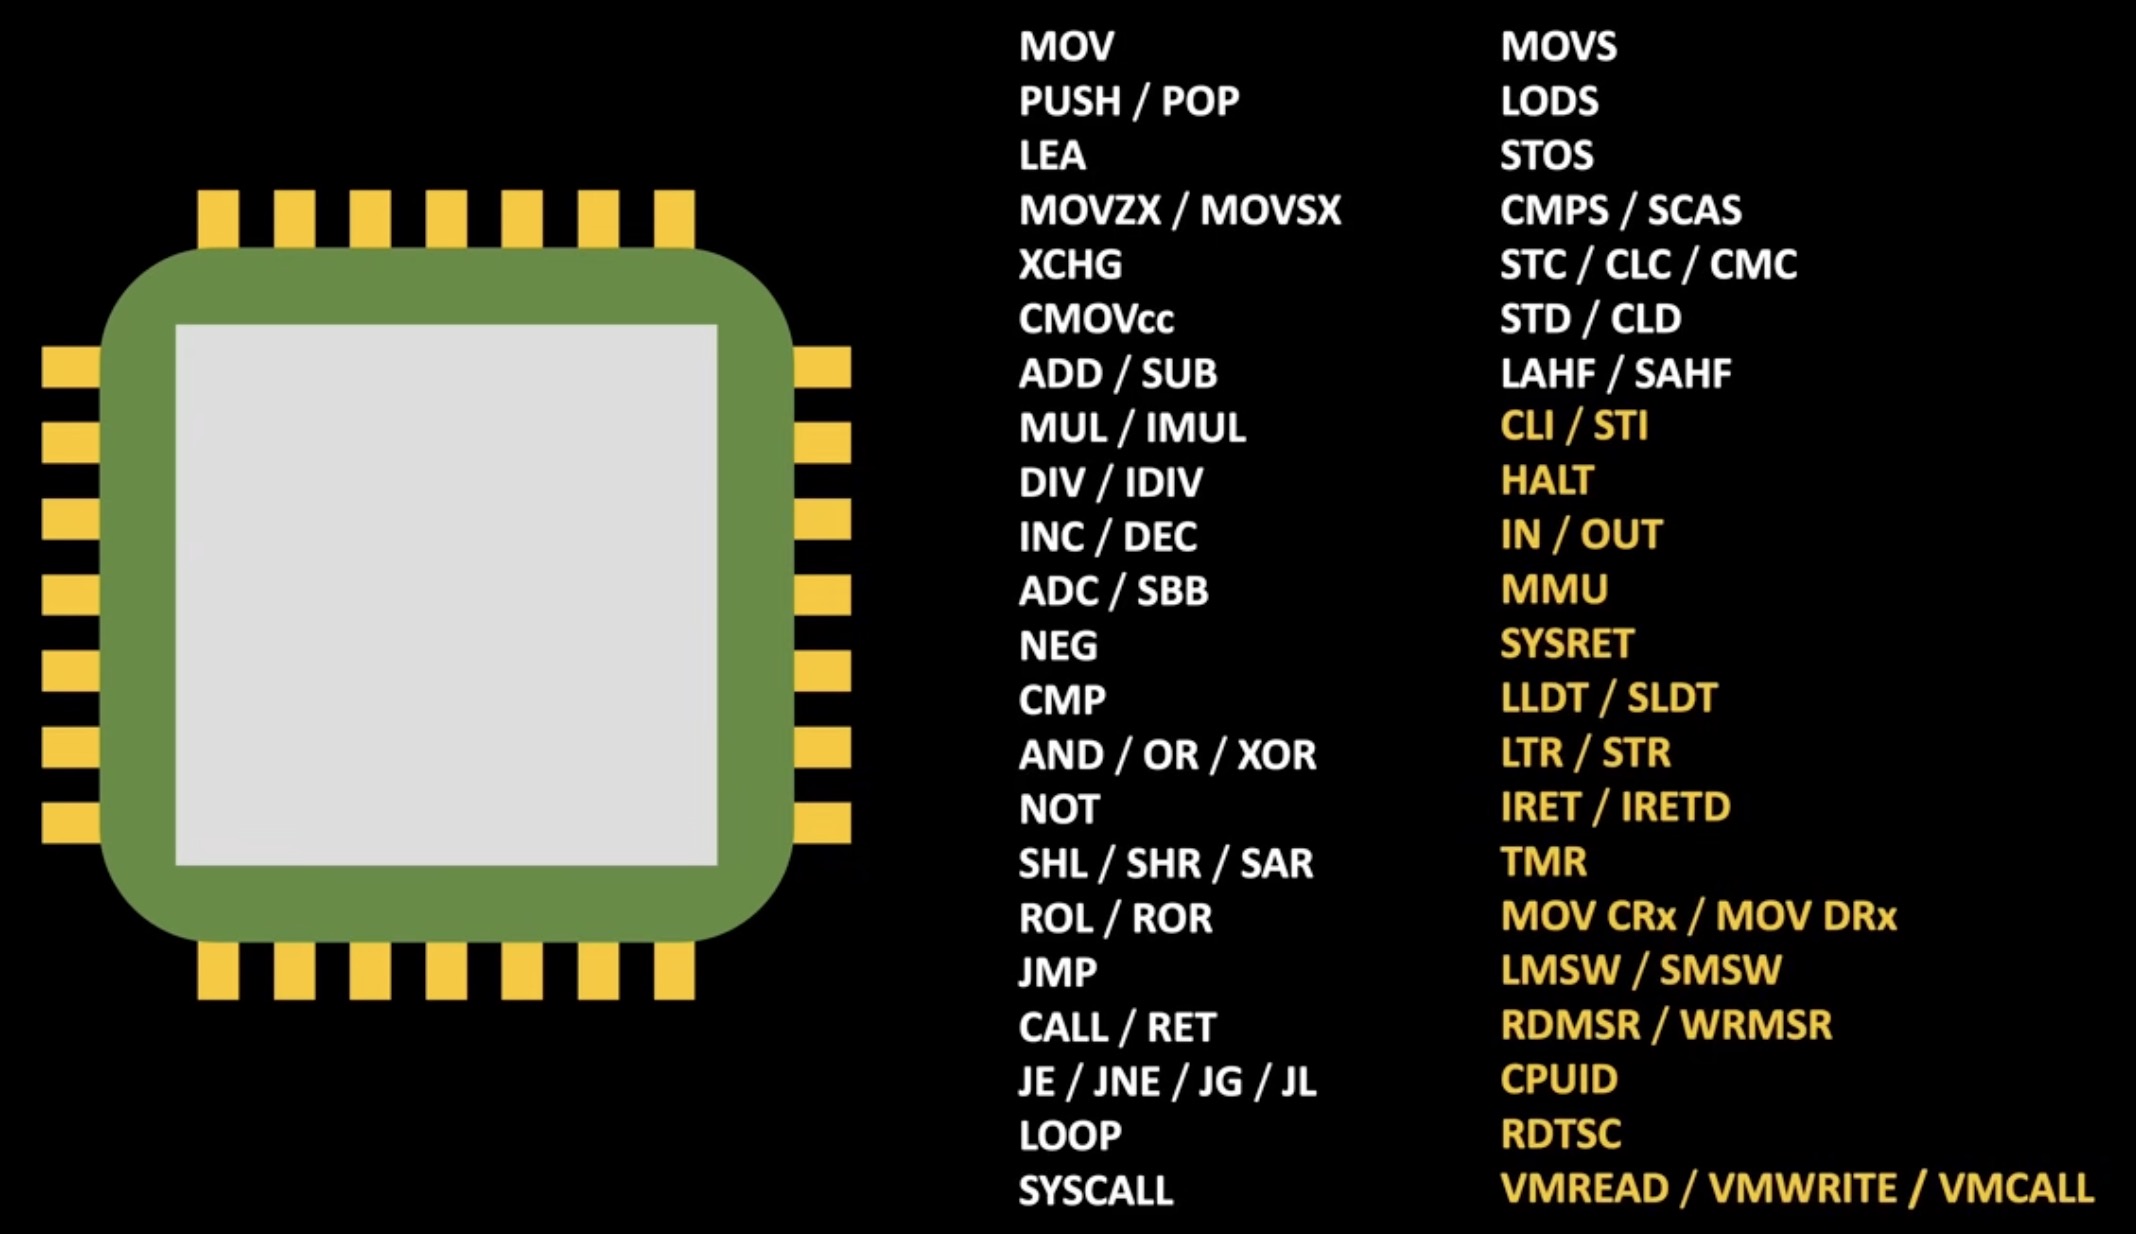 MOV
PUSH / POP
LEA
MOVZX / MOVSX
XCHG
CMOVcc
ADD / SUB
MUL / IMUL
DIV / IDIV
INC / DEC
ADC / SBB
NEG
CMP
AND / OR / XOR
NOT
SHL / SHR / SAR
ROL / ROR
JMP
CALL / RET
JE / JNE / JG / JL
LOOP
SYSCALL
MOVS
LODS
STOS
CMPS / SCAS
STC / CLC / CMC
STD / CLD
LAHF / SAHF
CLI / STI
HALT
IN / OUT
MMU
SYSRET
LLDT / SLDT
LTR / STR
IRET / IRETD
TMR
MOV CRx / MOV DRx
LMSW / SMSW
RDMSR / WRMSR
CPUID
RDTSC
VMREAD / VMWRITE / VMCALL